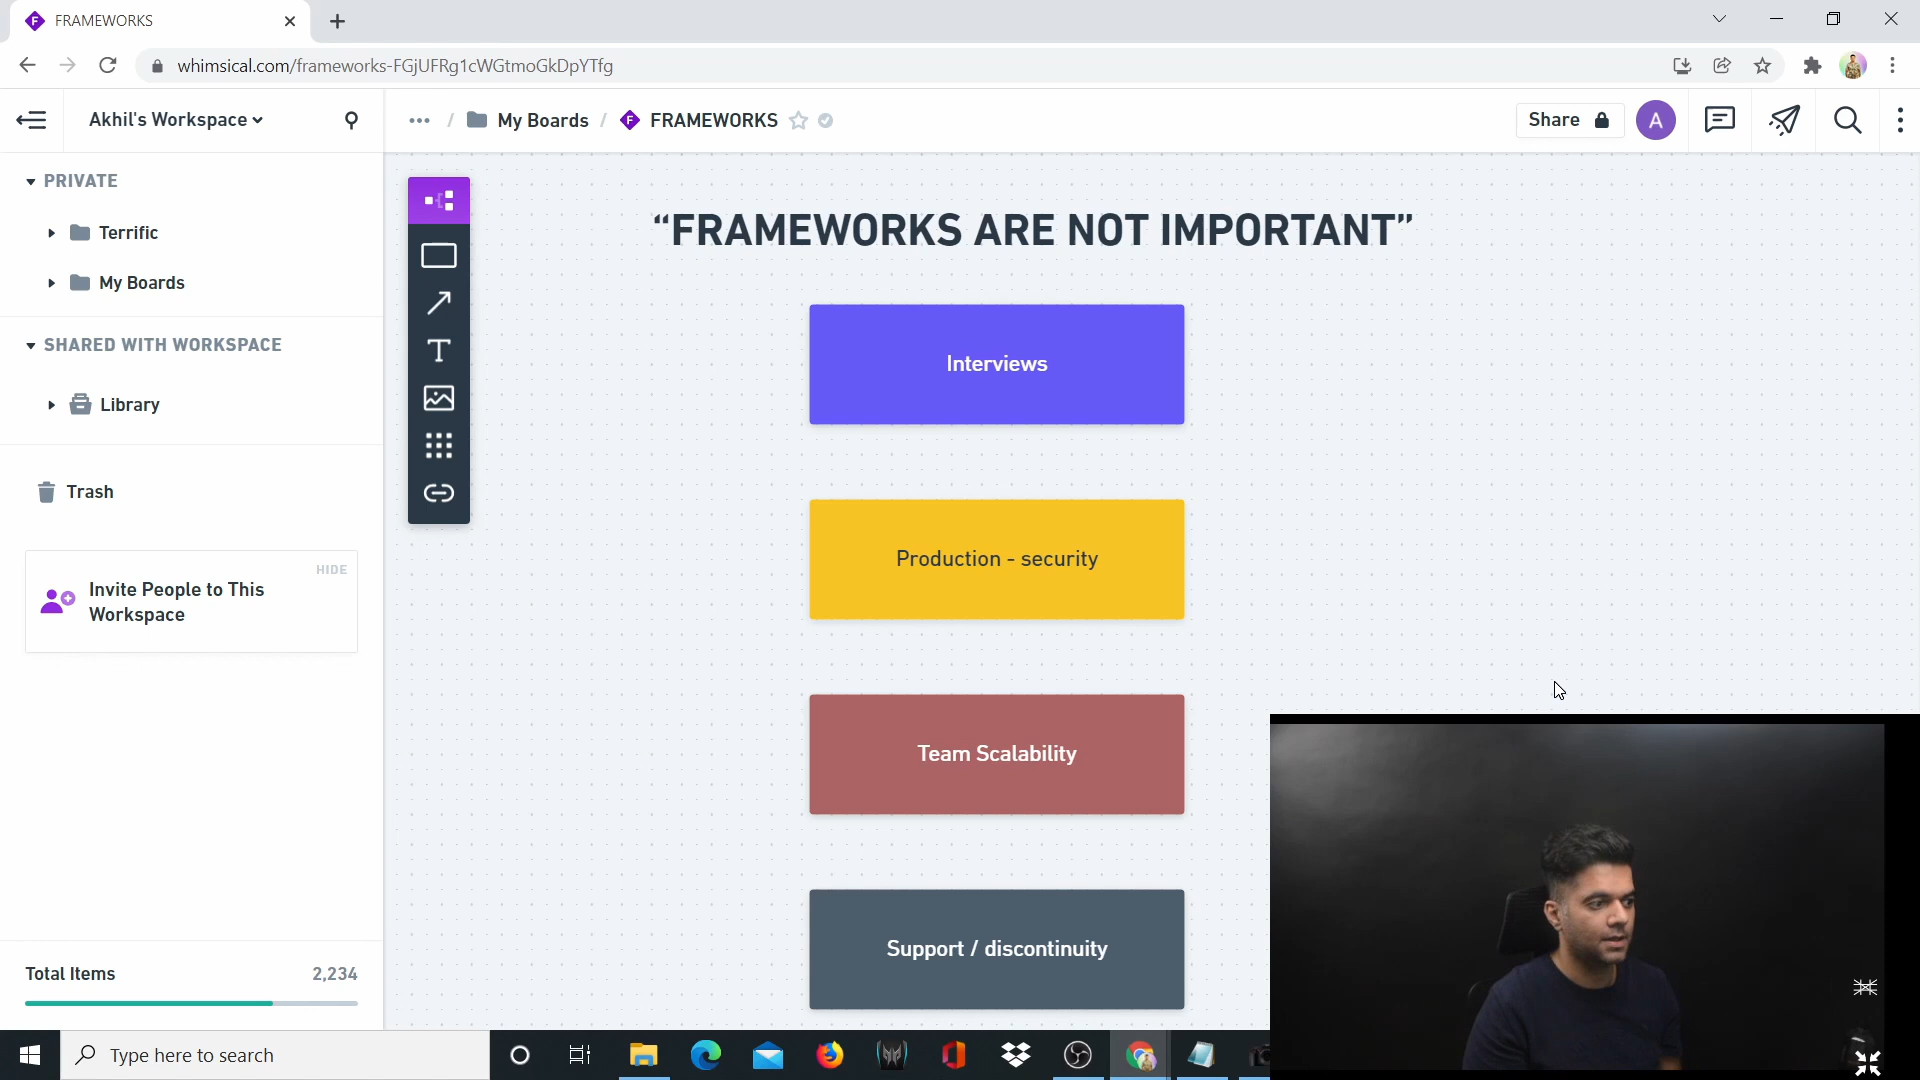 FRAMEWORKS
whimsical.com/frameworks-FGjUFRg1cWGtmoGkDpYTfg
Akhil's Workspace
... / My Boards / FRAMEWORKS
Share
A
PRIVATE
Terrific
My Boards
SHARED WITH WORKSPACE
Library
Trash
HIDE
Invite People to This
Workspace
Total Items 2,234
“FRAMEWORKS ARE NOT IMPORTANT”
Interviews
Production - security
Team Scalability
Support / discontinuity
Type here to search